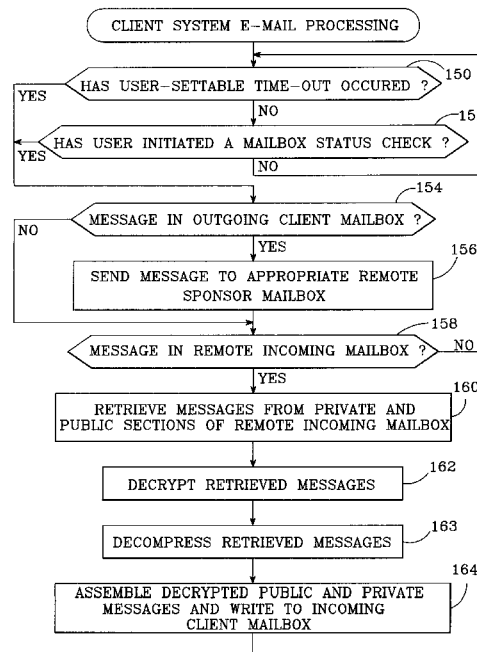 CLIENT SYSTEM E-MAIL PROCESSING
150
HAS USER-SETTABLE TIME-OUT OCCURED ?
YES
NO
15
HAS USER INITIATED A MAILBOX STATUS CHECK ?
YES
NO
154
MESSAGE IN OUTGOING CLIENT MAILBOX ?
NO
YES
156
SEND MESSAGE TO APPROPRIATE REMOTE
SPONSOR MAILBOX
158
MESSAGE IN REMOTE INCOMING MAILBOX ?
NO
YES
160
RETRIEVE MESSAGES FROM PRIVATE AND
PUBLIC SECTIONS OF REMOTE INCOMING MAILBOX
162
DECRYPT RETRIEVED MESSAGES
163
DECOMPRESS RETRIEVED MESSAGES
164
ASSEMBLE DECRYPTED PUBLIC AND PRIVATE
MESSAGES AND WRITE TO INCOMING
CLIENT MAILBOX